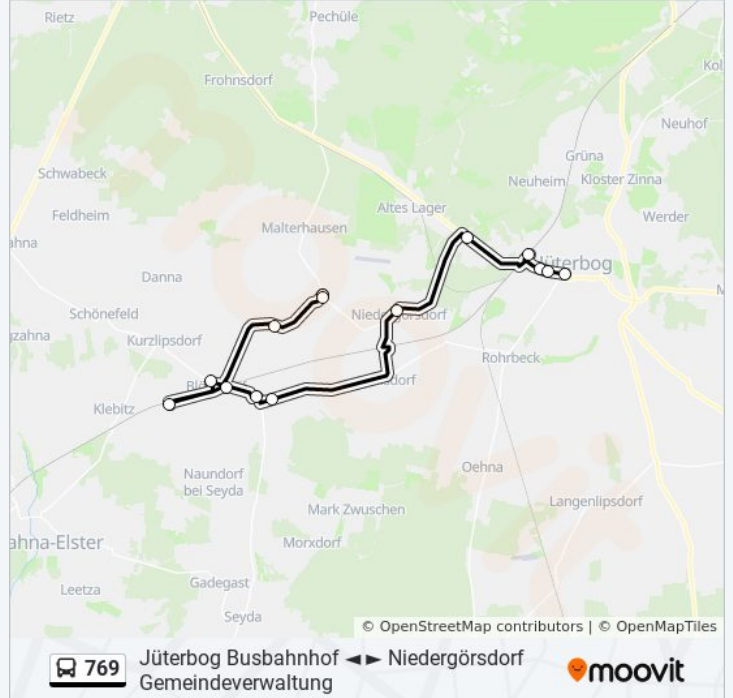 Rietz
Pechüle
Frohnsdorf
Kol
Neuhof
Grüna
Schwabeck
Neuheim
Kloster Zinna
Feldheim
Altes Lager
Werder
Malterhausen
ahna
Jüterbog
Danna
M
Schönefeld
Niedergörsdorf
gzahna
Kurzlipsdorf
Rohrbeck
dorf
Klebitz
Oehna
Naundorf
bei Seyda
Langenlipsdorf
Mark Zwuschen
ahna-Elster
Morxdorf
Gadegast
Leetza
Seyda
© OpenStreetMap contributors | © OpenMapTiles
769
Jüterbog Busbahnhof ◄► Niedergörsdorf
Gemeindeverwaltung
moovit